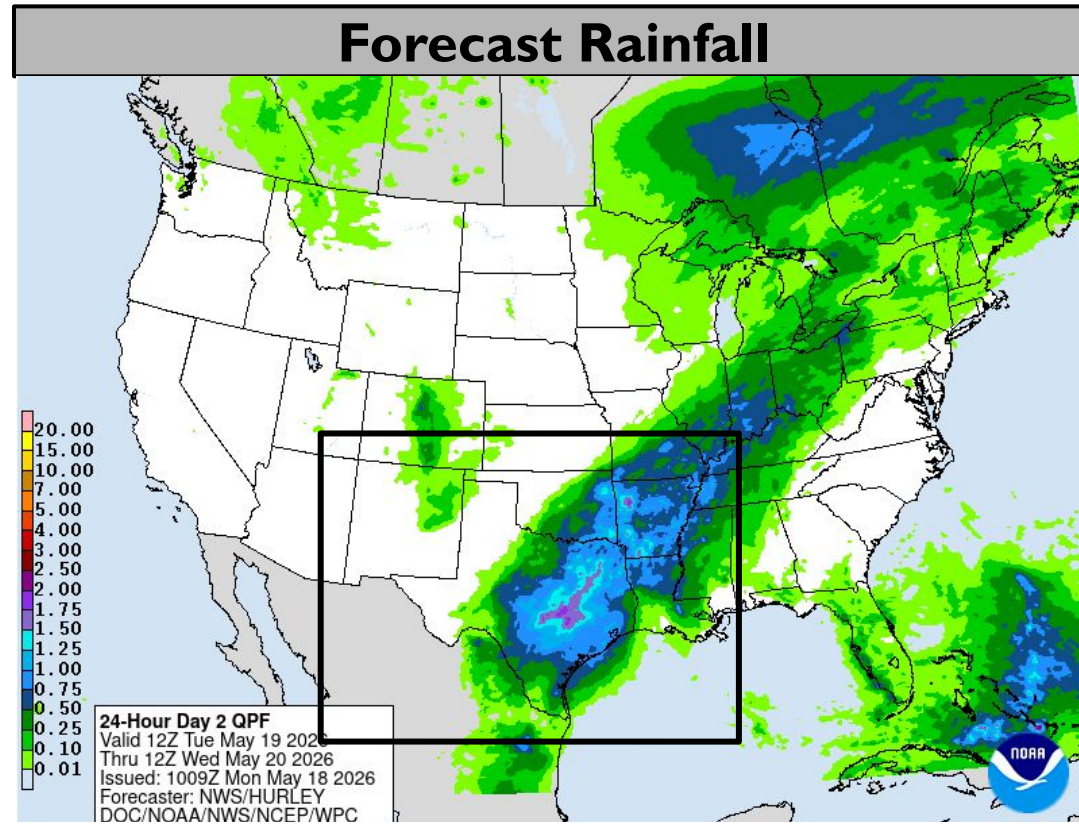 Forecast Rainfall
20.00
15.00
10.00
7.00
5.00
4.00
3.00
2.50
2.00
1.75
1.50
1.25
1.00
0.75
0.50
0.25
0.10
0.01
24-Hour Day 2 QPF
Valid 12Z Tue May 19 2026
Thru 12Z Wed May 20 2026
Issued: 1009Z Mon May 18 2026
Forecaster: NWS/HURLEY
DOC/NOAA/NWS/NCEP/WPC
NOAA